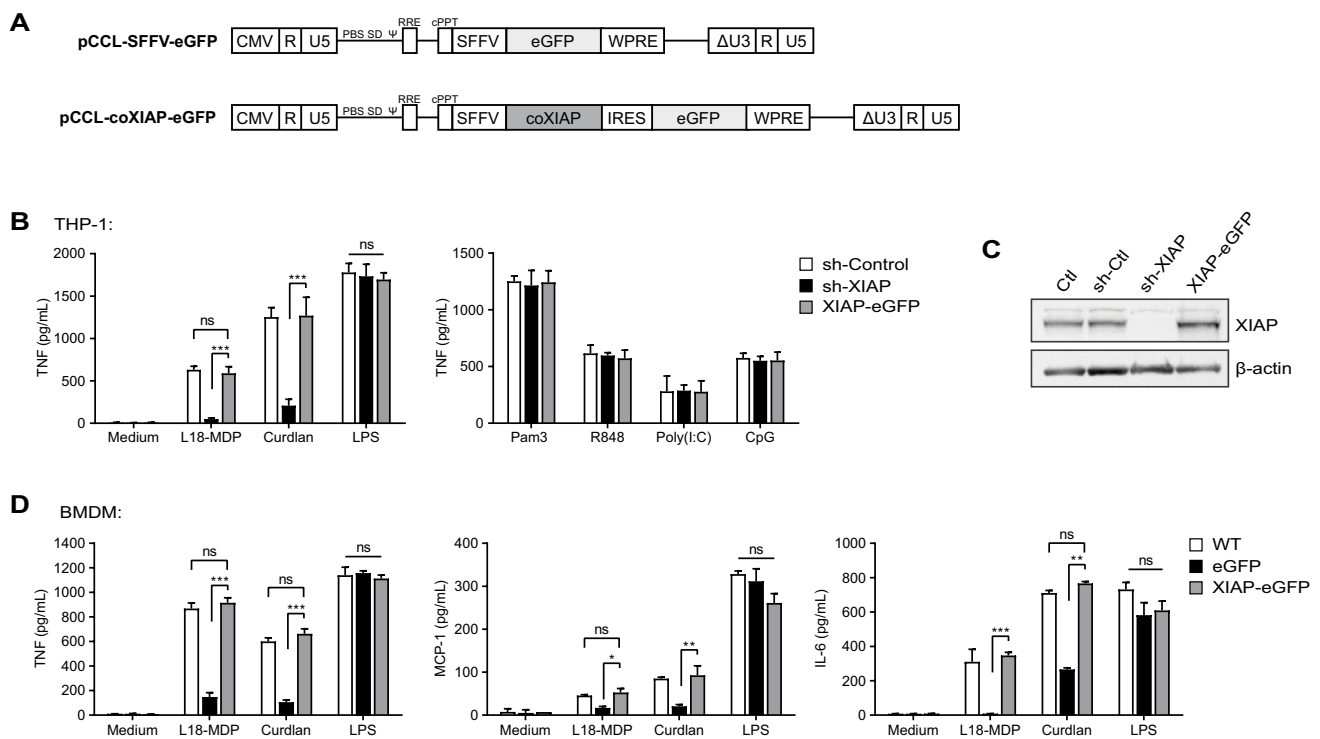 A
pCCL-SFFV-eGFP
CMV R U5 PBS SD Ψ RRE cPPT SFFV eGFP WPRE ΔU3 R U5
pCCL-coXIAP-eGFP
CMV R U5 PBS SD Ψ RRE cPPT SFFV coXIAP IRES eGFP WPRE ΔU3 R U5
B
THP-1:
TNF (pg/mL)
2000
1500
1000
500
0
ns
***
***
ns
Medium L18-MDP Curdlan LPS
TNF (pg/mL)
1500
1000
500
0
Pam3 R848 Poly(I:C) CpG
sh-Control
sh-XIAP
XIAP-eGFP
C
Ctl sh-Ctl sh-XIAP XIAP-eGFP
XIAP
β-actin
D
BMDM:
TNF (pg/mL)
1400
1200
1000
800
600
400
200
0
ns
***
ns
***
ns
Medium L18-MDP Curdlan LPS
MCP-1 (pg/mL)
400
300
200
100
0
ns
*
**
ns
Medium L18-MDP Curdlan LPS
IL-6 (pg/mL)
1000
800
600
400
200
0
***
ns
**
ns
Medium L18-MDP Curdlan LPS
WT
eGFP
XIAP-eGFP